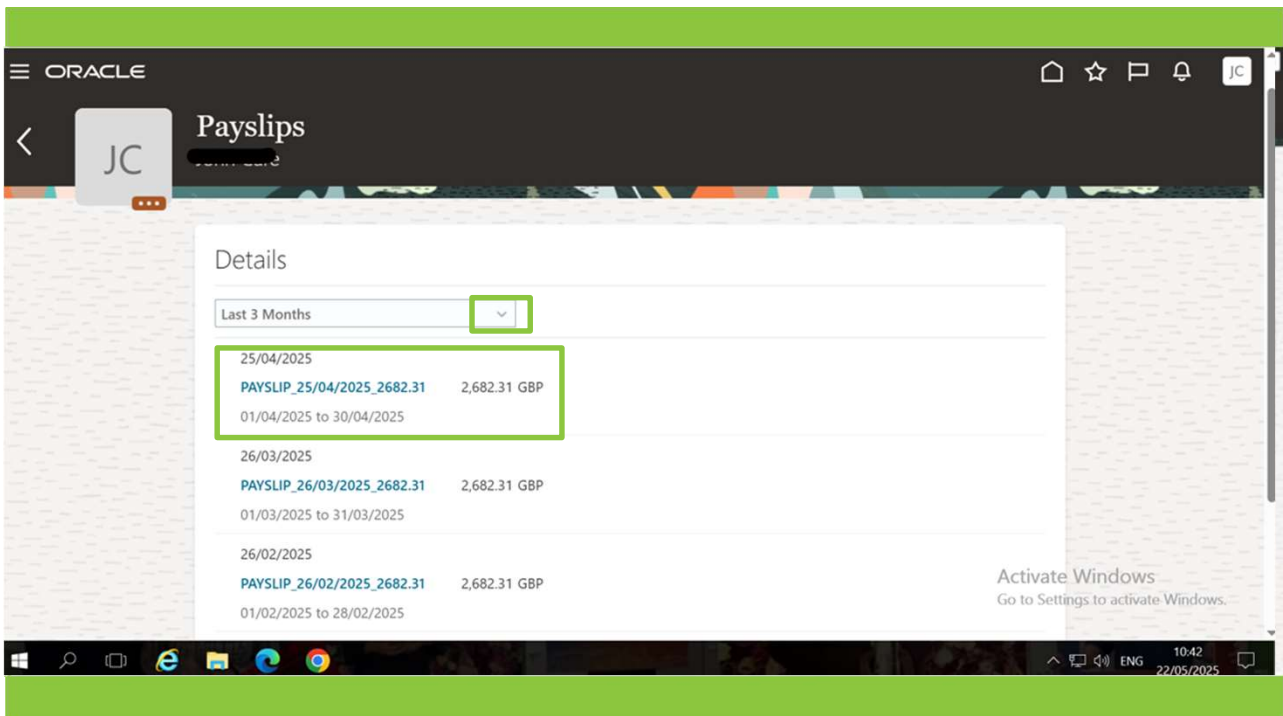 ORACLE
JC
JC
Payslips
Details
Last 3 Months
25/04/2025
PAYSLIP_25/04/2025_2682.31 2,682.31 GBP
01/04/2025 to 30/04/2025
26/03/2025
PAYSLIP_26/03/2025_2682.31 2,682.31 GBP
01/03/2025 to 31/03/2025
26/02/2025
PAYSLIP_26/02/2025_2682.31 2,682.31 GBP
01/02/2025 to 28/02/2025
Activate Windows
Go to Settings to activate Windows.
ENG
10:42
22/05/2025